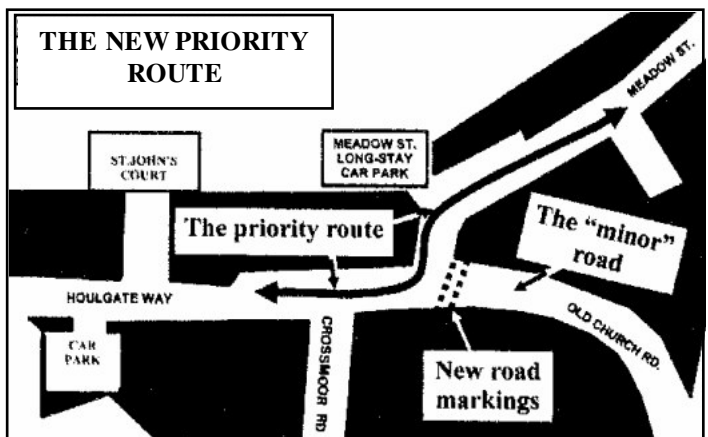 THE NEW PRIORITY
ROUTE
ST.JOHN'S
COURT
MEADOW ST.
LONG-STAY
CAR PARK
MEADOW ST.
The priority route
The "minor"
road
HOULGATE WAY
CAR
PARK
CROSSMOOR RD
New road
markings
OLD CHURCH RD.